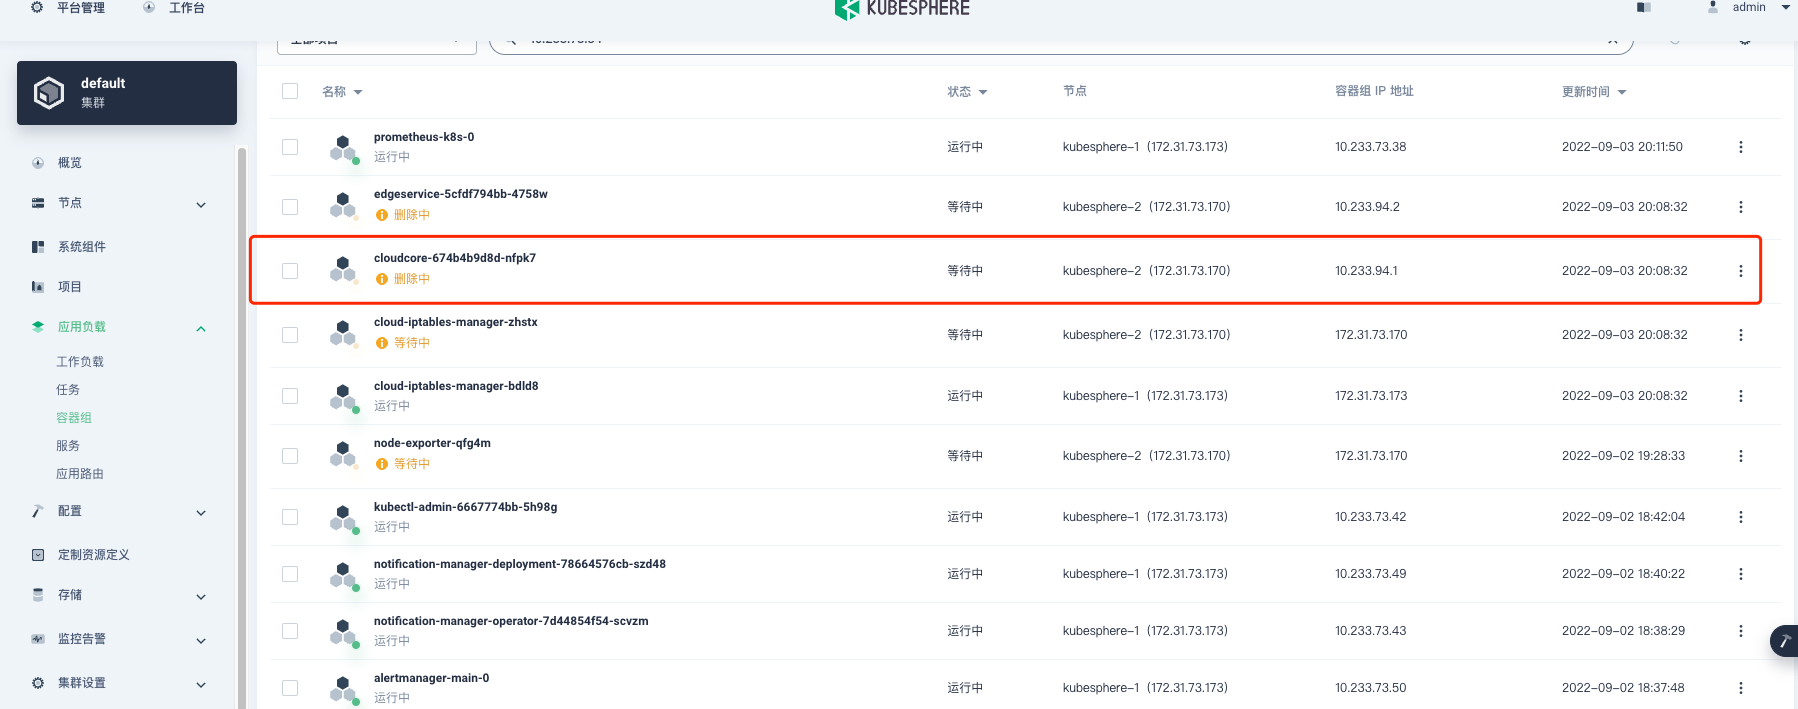 平台管理
工作台
KUBESPHERE
admin
default
集群
概览
节点
系统组件
项目
应用负载
工作负载
任务
容器组
服务
应用路由
配置
定制资源定义
存储
监控告警
集群设置
名称 状态 节点 容器组 IP 地址 更新时间
prometheus-k8s-0
运行中
运行中 kubesphere-1 (172.31.73.173) 10.233.73.38 2022-09-03 20:11:50
edgeservice-5cfdf794bb-4758w
删除中
等待中 kubesphere-2 (172.31.73.170) 10.233.94.2 2022-09-03 20:08:32
cloudcore-674b4b9d8d-nfpk7
删除中
等待中 kubesphere-2 (172.31.73.170) 10.233.94.1 2022-09-03 20:08:32
cloud-iptables-manager-zhstx
等待中
等待中 kubesphere-2 (172.31.73.170) 172.31.73.170 2022-09-03 20:08:32
cloud-iptables-manager-bdld8
运行中
运行中 kubesphere-1 (172.31.73.173) 172.31.73.173 2022-09-03 20:08:32
node-exporter-qfg4m
等待中
等待中 kubesphere-2 (172.31.73.170) 172.31.73.170 2022-09-02 19:28:33
kubectl-admin-6667774bb-5h98g
运行中
运行中 kubesphere-1 (172.31.73.173) 10.233.73.42 2022-09-02 18:42:04
notification-manager-deployment-78664576cb-szd48
运行中
运行中 kubesphere-1 (172.31.73.173) 10.233.73.49 2022-09-02 18:40:22
notification-manager-operator-7d44854f54-scvzm
运行中
运行中 kubesphere-1 (172.31.73.173) 10.233.73.43 2022-09-02 18:38:29
alertmanager-main-0
运行中
运行中 kubesphere-1 (172.31.73.173) 10.233.73.50 2022-09-02 18:37:48